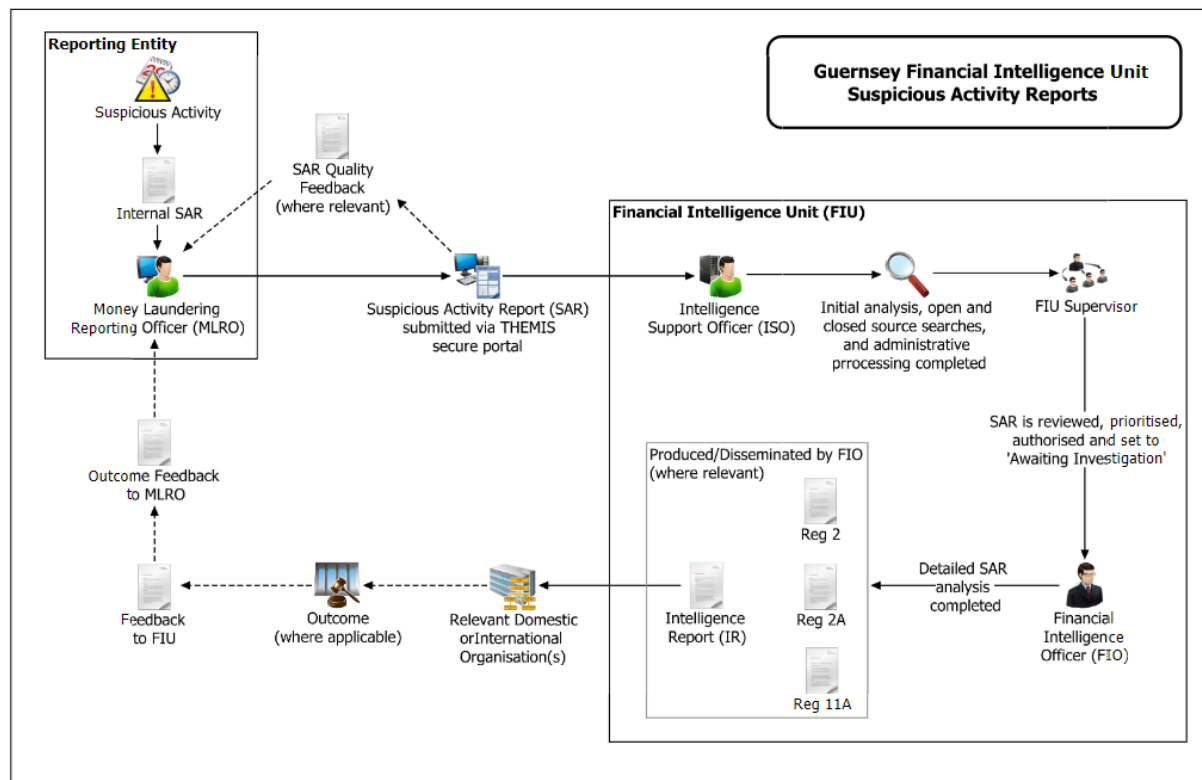 Reporting Entity
Guernsey Financial Intelligence Unit
Suspicious Activity Reports
Suspicious Activity
Internal SAR
SAR Quality
Feedback
(where relevant)
Money Laundering
Reporting Officer (MLRO)
Suspicious Activity Report (SAR)
submitted via THEMIS
secure portal
Financial Intelligence Unit (FIU)
Intelligence
Support Officer (ISO)
Initial analysis, open and
closed source searches,
and administrative
prrocessing completed
FIU Supervisor
SAR is reviewed, prioritised,
authorised and set to
'Awaiting Investigation'
Financial
Intelligence
Officer (FIO)
Detailed SAR
analysis
completed
Produced/Disseminated by FIO
(where relevant)
Reg 2
Reg 2A
Reg 11A
Intelligence
Report (IR)
Relevant Domestic
orInternational
Organisation(s)
Outcome
(where applicable)
Feedback
to FIU
Outcome Feedback
to MLRO